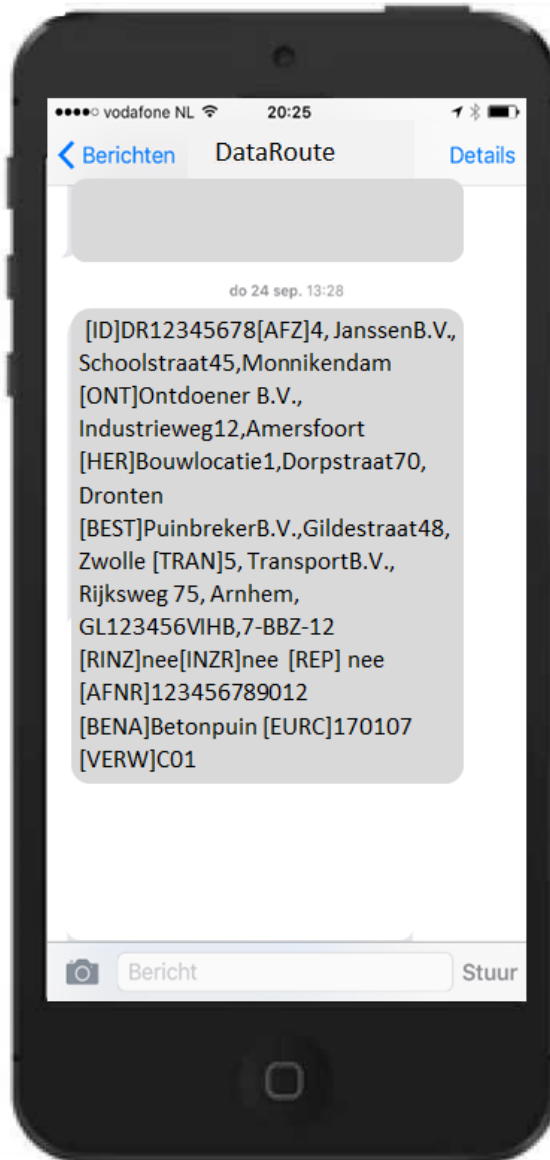 vodafone NL 20:25
Berichten DataRoute Details
do 24 sep. 13:28
[ID]DR12345678[AFZ]4, JanssenB.V.,
Schoolstraat45,Monnikendam
[ONT]Ontdoener B.V.,
Industrieweg12,Amersfoort
[HER]Bouwlocatie1,Dorpstraat70,
Dronten
[BEST]PuinbrekerB.V.,Gildestraat48,
Zwolle [TRAN]5, TransportB.V.,
Rijksweg 75, Arnhem,
GL123456VIHB,7-BBZ-12
[RINZ]nee[INZR]nee [REP] nee
[AFNR]123456789012
[BENA]Betonpuin [EURC]170107
[VERW]C01
Bericht Stuur